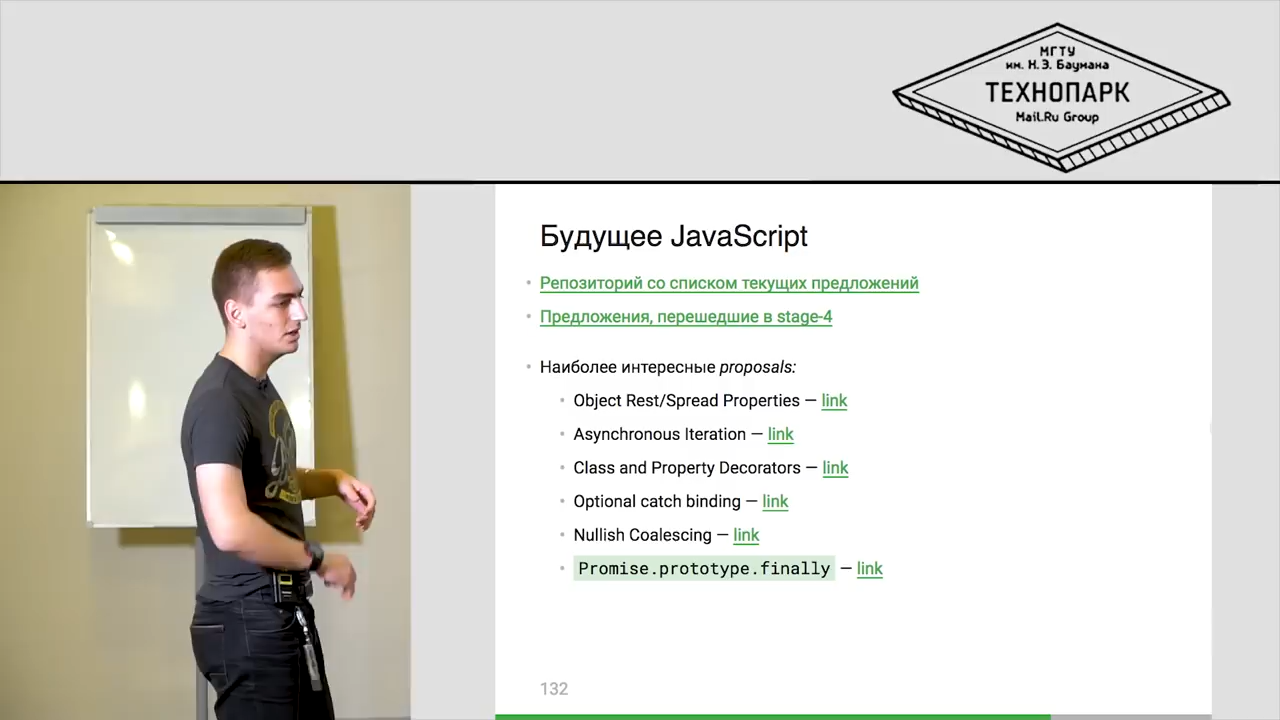 МГТУ
им. Н.Э. Баумана
ТЕХНОПАРК
Mail.Ru Group
Будущее JavaScript
Репозиторий со списком текущих предложений
Предложения, перешедшие в stage-4
Наиболее интересные proposals:
Object Rest/Spread Properties — link
Asynchronous Iteration — link
Class and Property Decorators — link
Optional catch binding — link
Nullish Coalescing — link
Promise.prototype.finally — link
132